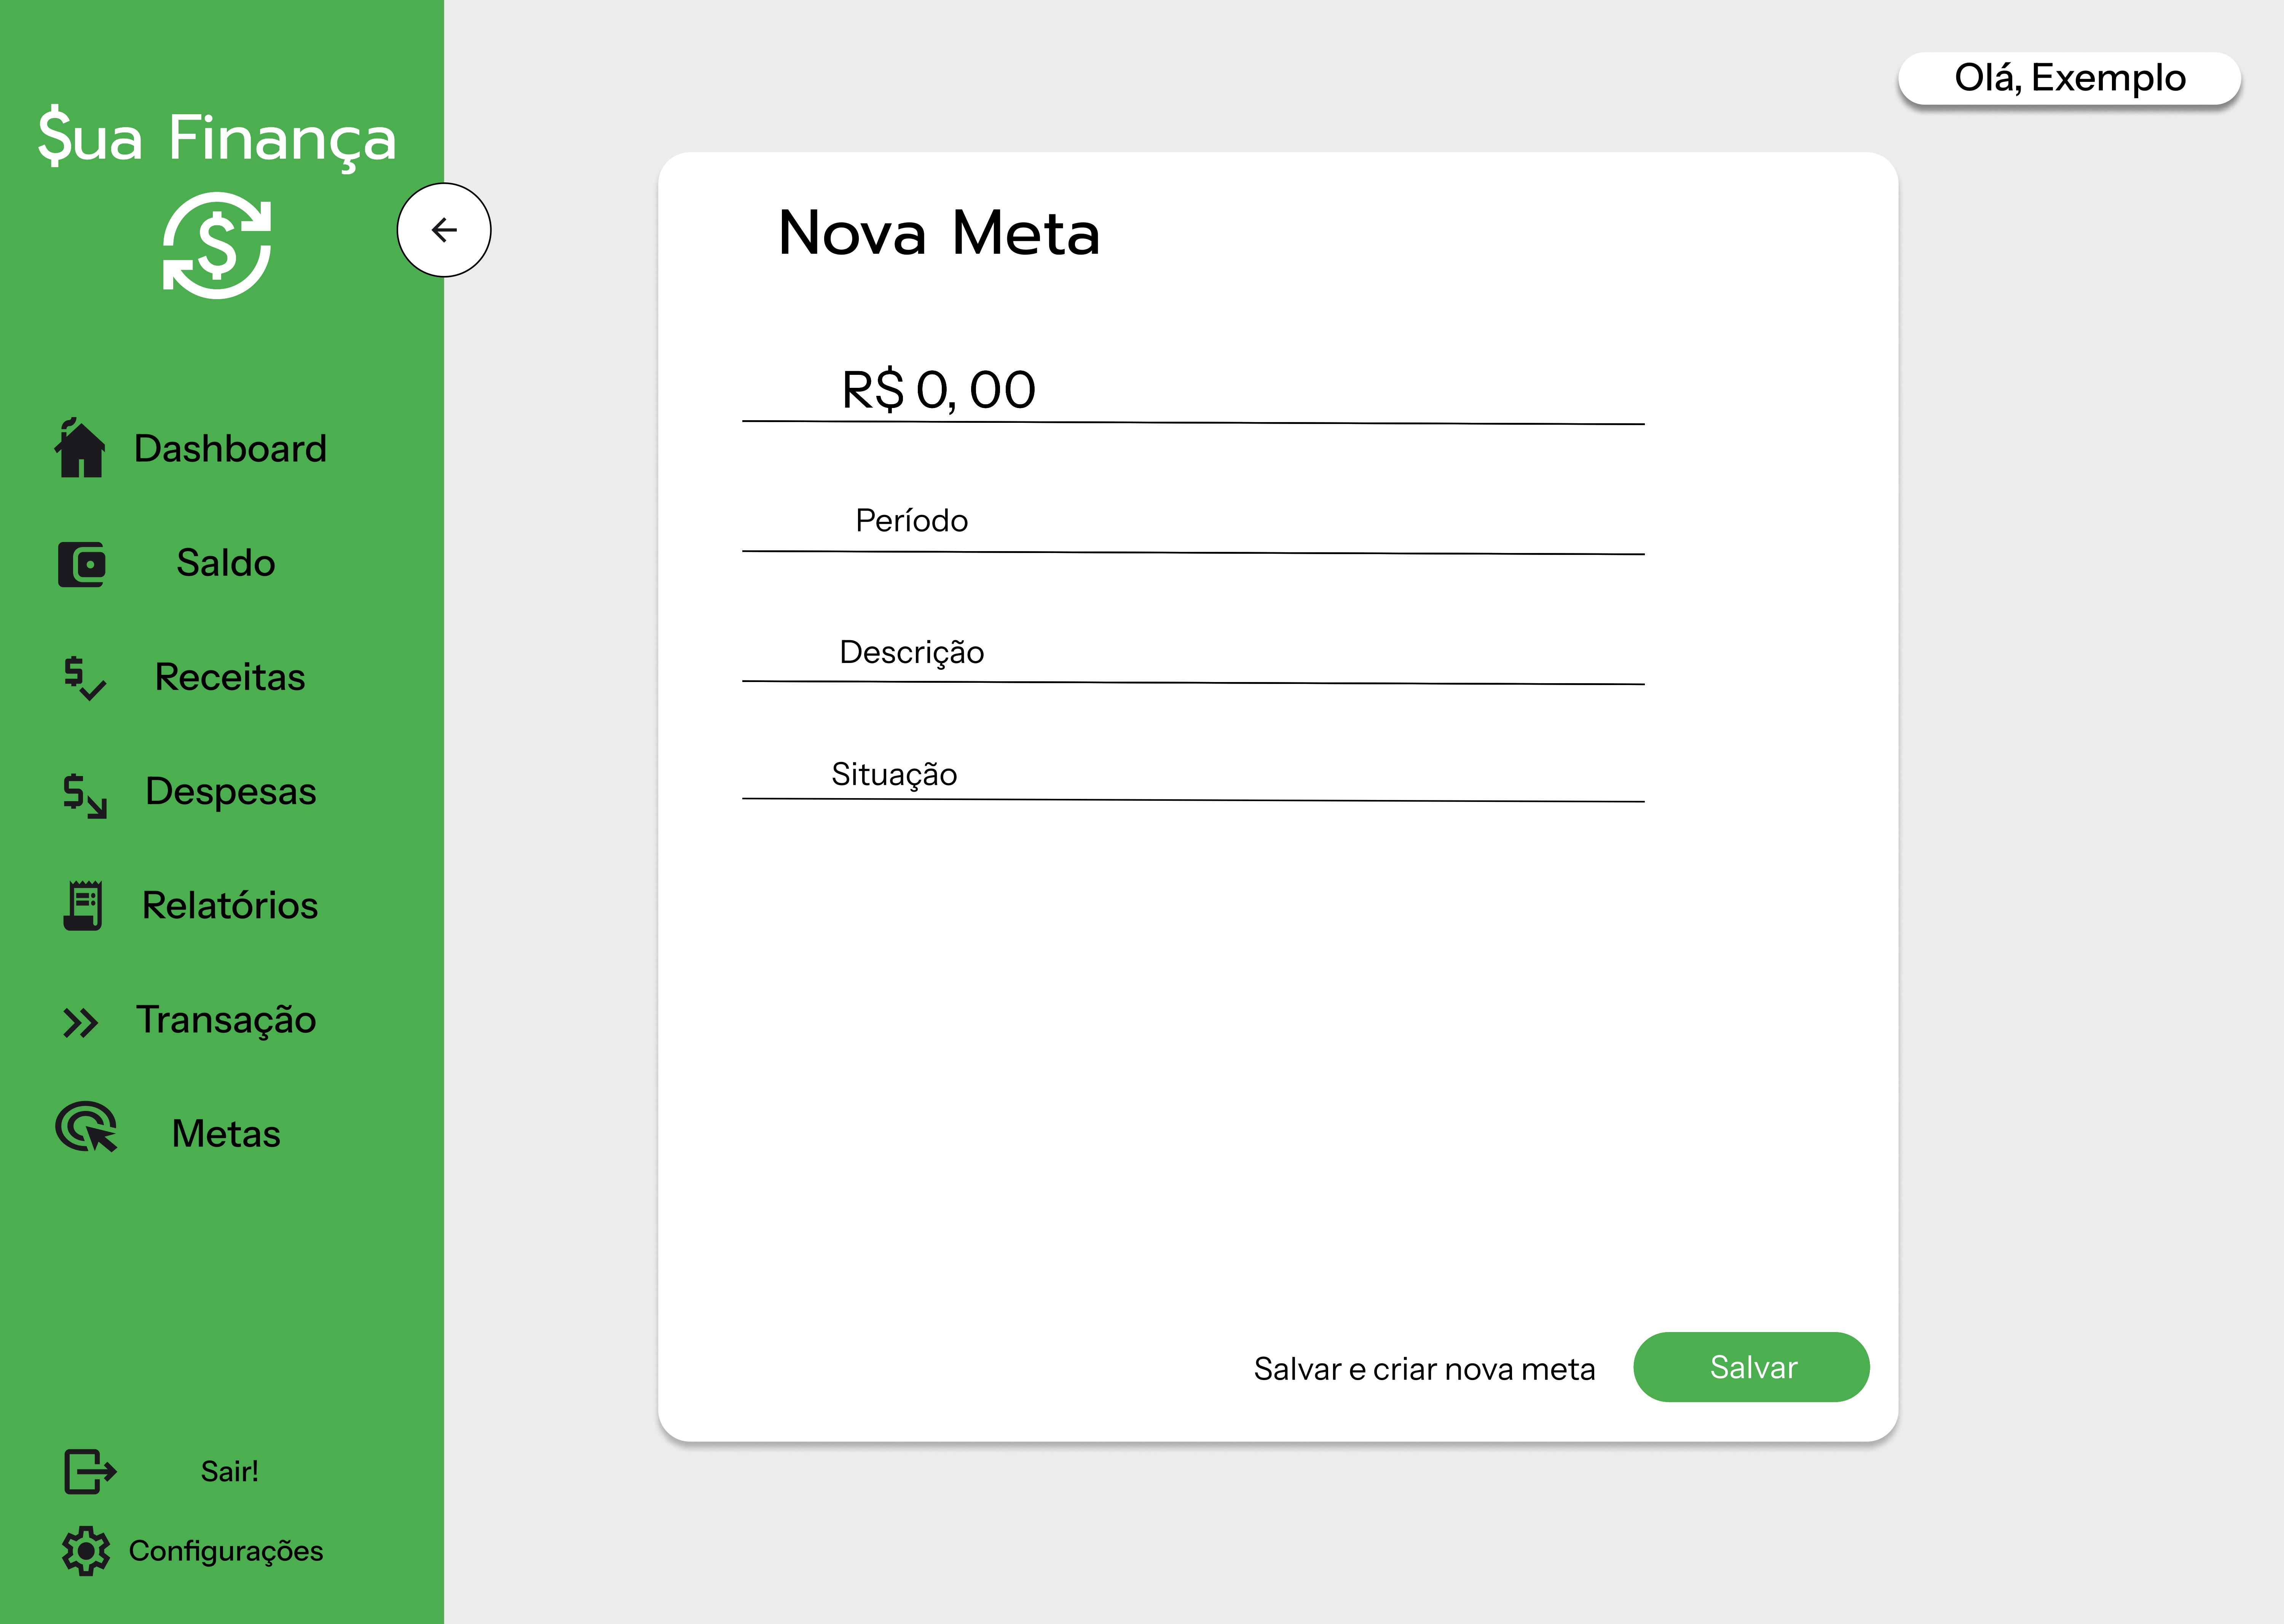 $ua Finança
Dashboard
Saldo
Receitas
Despesas
Relatórios
Transação
Metas
Sair!
Configurações
Olá, Exemplo
Nova Meta
R$ 0, 00
Período
Descrição
Situação
Salvar e criar nova meta
Salvar